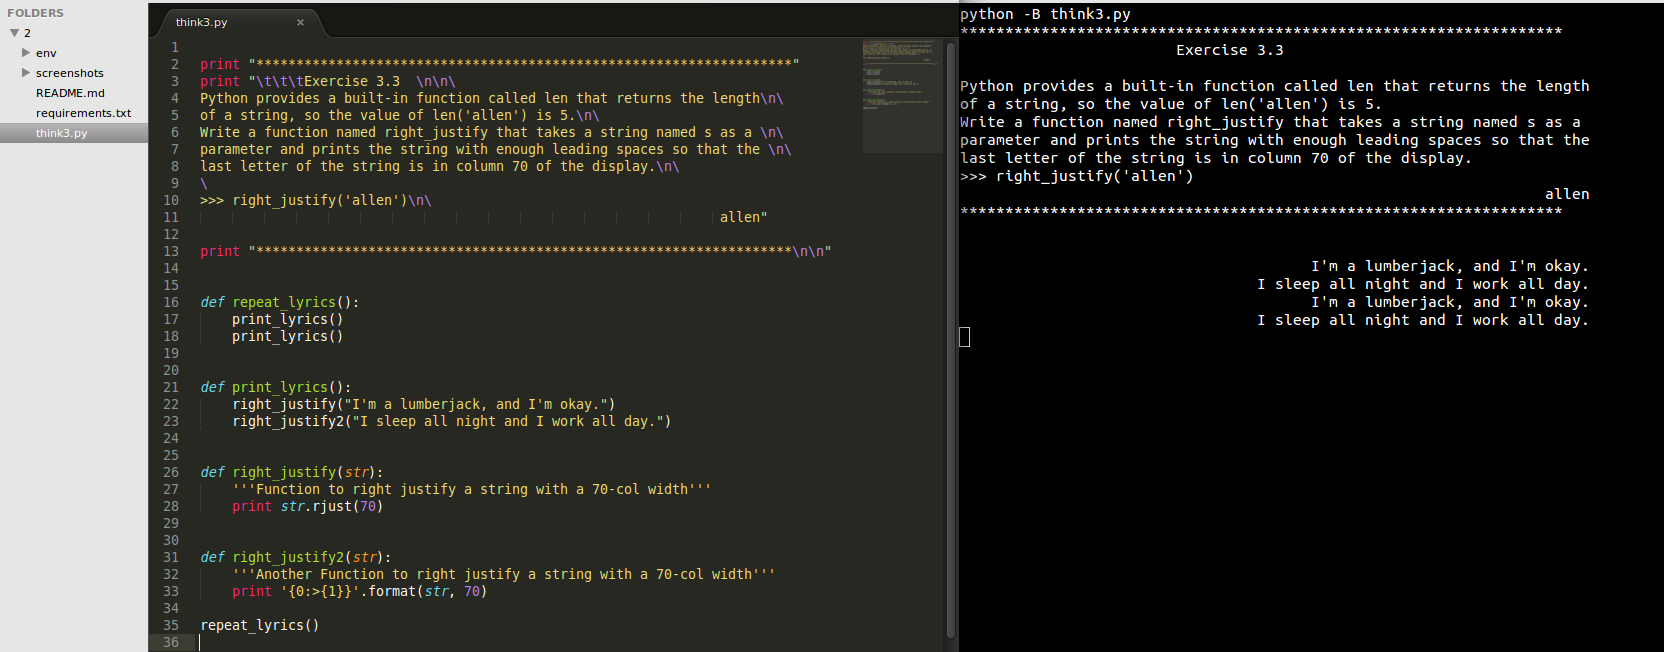 FOLDERS
2
env
screenshots
README.md
requirements.txt
think3.py
think3.py ×
1
2 print "*******************************************************************"
3 print "\t\t\tExercise 3.3  \n\n\
4 Python provides a built-in function called len that returns the length\n\
5 of a string, so the value of len('allen') is 5.\n\
6 Write a function named right_justify that takes a string named s as a \n\
7 parameter and prints the string with enough leading spaces so that the \n\
8 last letter of the string is in column 70 of the display.\n\
9 \
10 >>> right_justify('allen')\n\
11                                                                  allen"
12
13 print "*******************************************************************\n\n"
14
15
16 def repeat_lyrics():
17     print_lyrics()
18     print_lyrics()
19
20
21 def print_lyrics():
22     right_justify("I'm a lumberjack, and I'm okay.")
23     right_justify2("I sleep all night and I work all day.")
24
25
26 def right_justify(str):
27     '''Function to right justify a string with a 70-col width'''
28     print str.rjust(70)
29
30
31 def right_justify2(str):
32     '''Another Function to right justify a string with a 70-col width'''
33     print '{0:>{1}}'.format(str, 70)
34
35 repeat_lyrics()
36
python -B think3.py
*******************************************************************
                        Exercise 3.3
Python provides a built-in function called len that returns the length
of a string, so the value of len('allen') is 5.
Write a function named right_justify that takes a string named s as a
parameter and prints the string with enough leading spaces so that the
last letter of the string is in column 70 of the display.
>>> right_justify('allen')
                                                                 allen
*******************************************************************
                                       I'm a lumberjack, and I'm okay.
                                 I sleep all night and I work all day.
                                       I'm a lumberjack, and I'm okay.
                                 I sleep all night and I work all day.